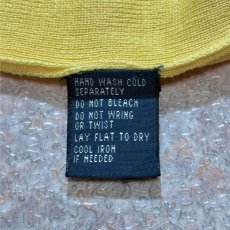 HAND WASH COLD
SEPARATELY
DO NOT BLEACH
DO NOT WRING
OR TWIST
LAY FLAT TO DRY
COOL IRON
IF NEEDED